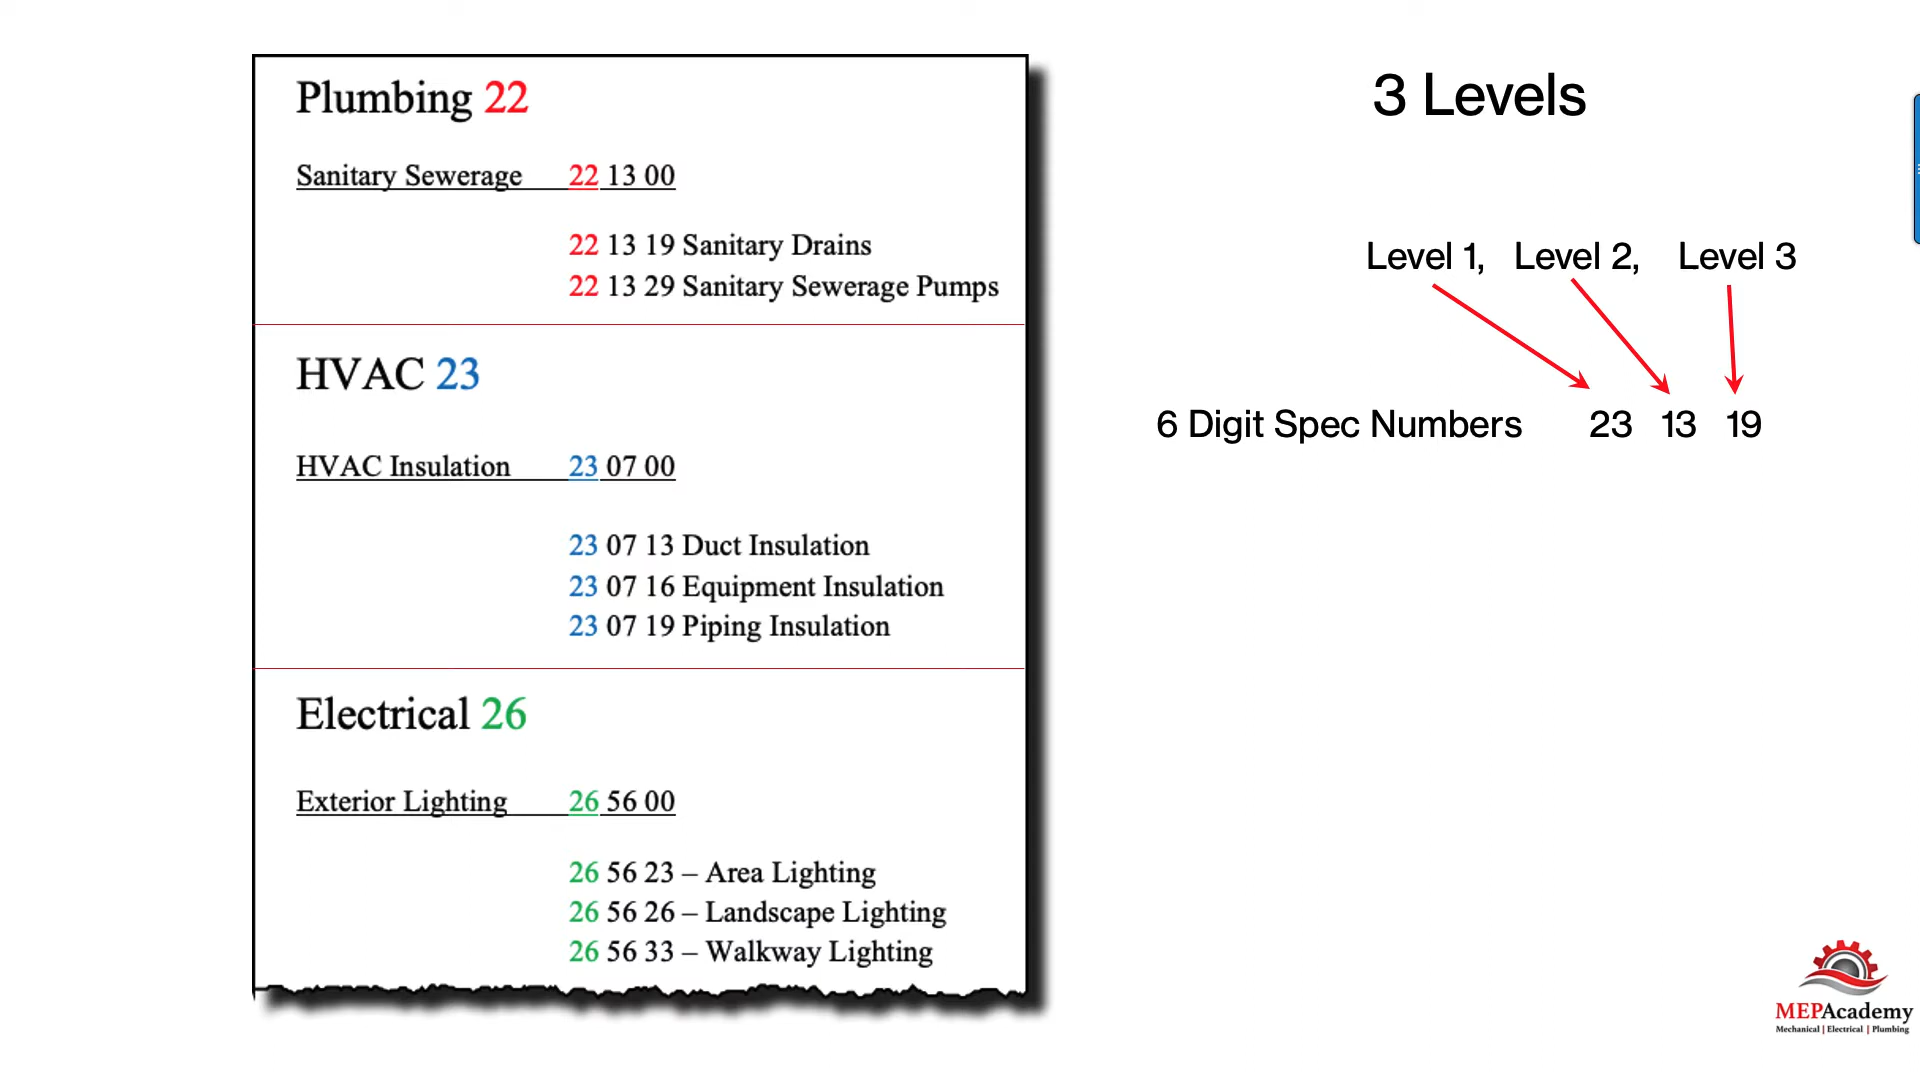 Plumbing 22
Sanitary Sewerage 22 13 00
22 13 19 Sanitary Drains
22 13 29 Sanitary Sewerage Pumps
HVAC 23
HVAC Insulation 23 07 00
23 07 13 Duct Insulation
23 07 16 Equipment Insulation
23 07 19 Piping Insulation
Electrical 26
Exterior Lighting 26 56 00
26 56 23 – Area Lighting
26 56 26 – Landscape Lighting
26 56 33 – Walkway Lighting
3 Levels
Level 1, Level 2, Level 3
6 Digit Spec Numbers 23 13 19
MEPAcademy
Mechanical | Electrical | Plumbing